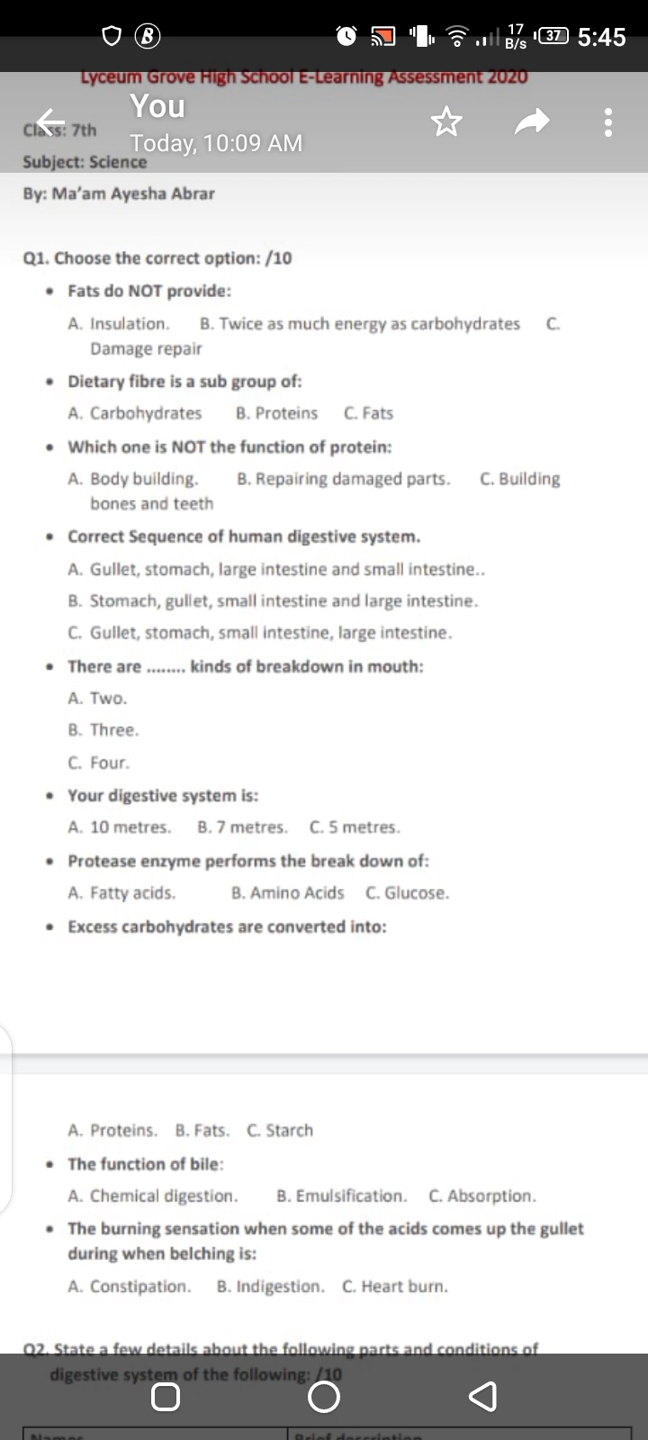 17
B/s
37
5:45
Lyceum Grove High School E-Learning Assessment 2020
You
Class: 7th
Today, 10:09 AM
Subject: Science
By: Ma’am Ayesha Abrar
Q1. Choose the correct option: /10
• Fats do NOT provide:
A. Insulation. B. Twice as much energy as carbohydrates C.
Damage repair
• Dietary fibre is a sub group of:
A. Carbohydrates B. Proteins C. Fats
• Which one is NOT the function of protein:
A. Body building. B. Repairing damaged parts. C. Building
bones and teeth
• Correct Sequence of human digestive system.
A. Gullet, stomach, large intestine and small intestine..
B. Stomach, gullet, small intestine and large intestine.
C. Gullet, stomach, small intestine, large intestine.
• There are ........ kinds of breakdown in mouth:
A. Two.
B. Three.
C. Four.
• Your digestive system is:
A. 10 metres. B. 7 metres. C. 5 metres.
• Protease enzyme performs the break down of:
A. Fatty acids. B. Amino Acids C. Glucose.
• Excess carbohydrates are converted into:
A. Proteins. B. Fats. C. Starch
• The function of bile:
A. Chemical digestion. B. Emulsification. C. Absorption.
• The burning sensation when some of the acids comes up the gullet
during when belching is:
A. Constipation. B. Indigestion. C. Heart burn.
Q2. State a few details about the following parts and conditions of
digestive system of the following: /10
Names Brief description